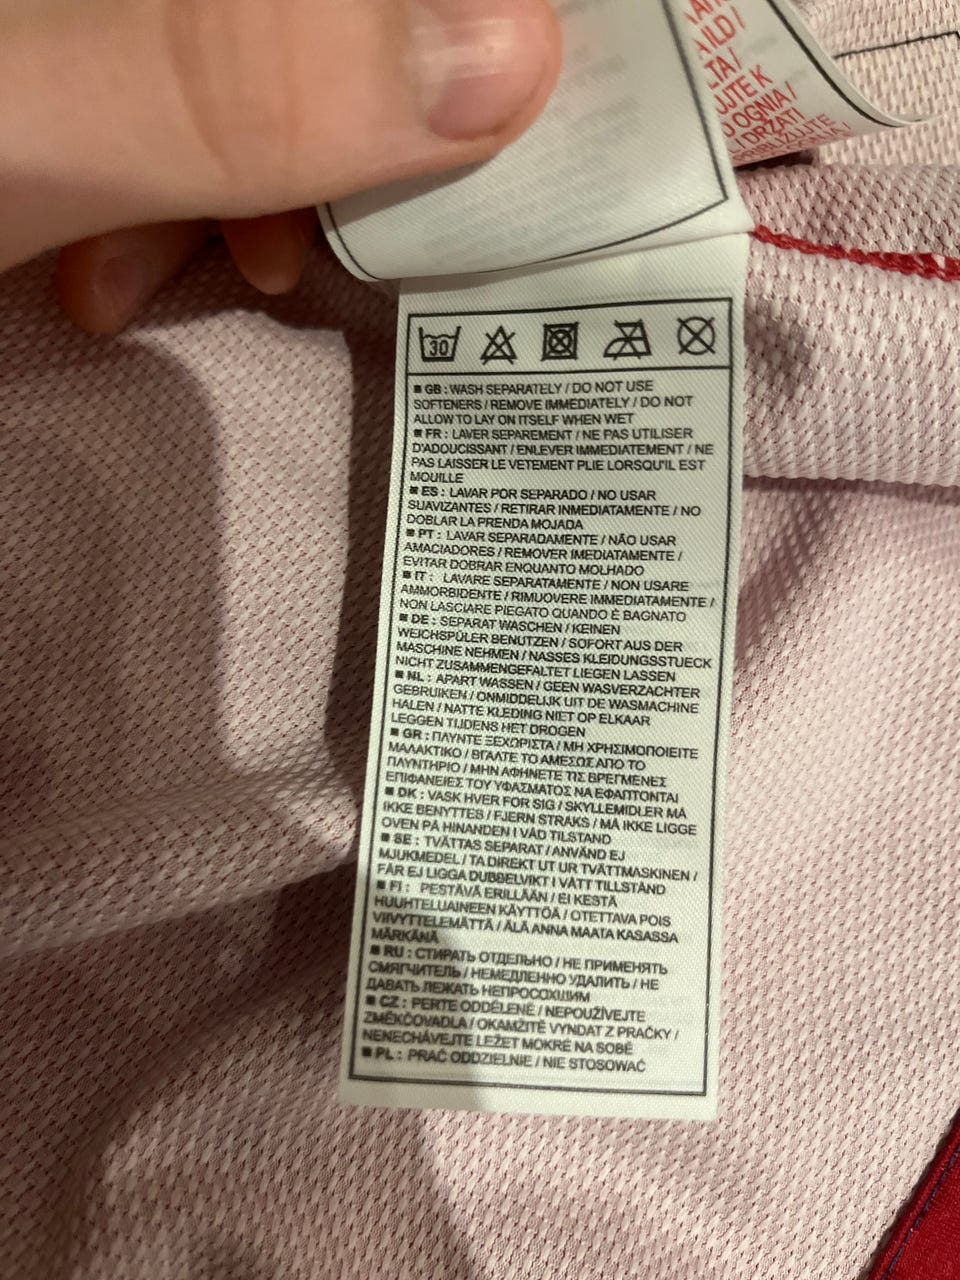 ILD /
LTA /
UJTE K
O OGNIA /
. / DRŽATI
30
■ GB : WASH SEPARATELY / DO NOT USE
SOFTENERS / REMOVE IMMEDIATELY / DO NOT
ALLOW TO LAY ON ITSELF WHEN WET
■ FR : LAVER SEPAREMENT / NE PAS UTILISER
D'ADOUCISSANT / ENLEVER IMMEDIATEMENT / NE
PAS LAISSER LE VETEMENT PLIE LORSQU'IL EST
MOUILLE
■ ES : LAVAR POR SEPARADO / NO USAR
SUAVIZANTES / RETIRAR INMEDIATAMENTE / NO
DOBLAR LA PRENDA MOJADA
■ PT : LAVAR SEPARADAMENTE / NÃO USAR
AMACIADORES / REMOVER IMEDIATAMENTE /
EVITAR DOBRAR ENQUANTO MOLHADO
■ IT : LAVARE SEPARATAMENTE / NON USARE
AMMORBIDENTE / RIMUOVERE IMMEDIATAMENTE /
NON LASCIARE PIEGATO QUANDO È BAGNATO
■ DE : SEPARAT WASCHEN / KEINEN
WEICHSPÜLER BENUTZEN / SOFORT AUS DER
MASCHINE NEHMEN / NASSES KLEIDUNGSSTUECK
NICHT ZUSAMMENGEFALTET LIEGEN LASSEN
■ NL : APART WASSEN / GEEN WASVERZACHTER
GEBRUIKEN / ONMIDDELIJK UIT DE WASMACHINE
HALEN / NATTE KLEDING NIET OP ELKAAR
LEGGEN TIJDENS HET DROGEN
■ GR : ΠΛΥΝΤΕ ΞΕΧΩΡΙΣΤΑ / ΜΗ ΧΡΗΣΙΜΟΠΟΙΕΙΤΕ
ΜΑΛΑΚΤΙΚΟ / ΒΓΑΛΤΕ ΤΟ ΑΜΕΣΩΣ ΑΠΟ ΤΟ
ΠΛΥΝΤΗΡΙΟ / ΜΗΝ ΑΦΗΝΕΤΕ ΤΙΣ ΒΡΕΓΜΕΝΕΣ
ΕΠΙΦΑΝΕΙΕΣ ΤΟΥ ΥΦΑΣΜΑΤΟΣ ΝΑ ΕΦΑΠΤΟΝΤΑΙ
■ DK : VASK HVER FOR SIG / SKYLLEMIDLER MÅ
IKKE BENYTTES / FJERN STRAKS / MÅ IKKE LIGGE
OVEN PÅ HINANDEN I VÅD TILSTAND
■ SE : TVÄTTAS SEPARAT / ANVÄND EJ
MJUKMEDEL / TA DIREKT UT UR TVÄTTMASKINEN /
FÅR EJ LIGGA DUBBELVIKT I VÅTT TILLSTÅND
■ FI : PESTÄVÄ ERILLÄÄN / EI KESTÄ
HUUHTELUAINEEN KÄYTTÖÄ / OTETTAVA POIS
VIIVYTTELEMÄTTÄ / ÄLÄ ANNA MAATA KASASSA
MÄRKÄNÄ
■ RU : СТИРАТЬ ОТДЕЛЬНО / НЕ ПРИМЕНЯТЬ
СМЯГЧИТЕЛЬ / НЕМЕДЛЕННО УДАЛИТЬ / НЕ
ДАВАТЬ ЛЕЖАТЬ НЕПРОСОХШИМ
■ CZ : PERTE ODDĚLENĚ / NEPOUŽÍVEJTE
ZMĚKČOVADLA / OKAMŽITĚ VYNDAT Z PRAČKY /
NENECHÁVEJTE LEŽET MOKRÉ NA SOBĚ
■ PL : PRAĆ ODDZIELNIE / NIE STOSOWAĆ